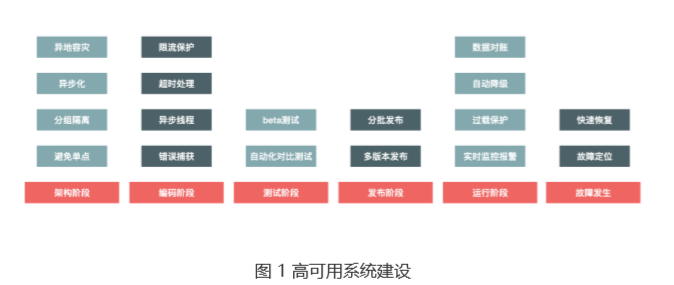 异地容灾 限流保护 数据对账
异步化 超时处理 自动降级
分组隔离 异步线程 beta测试 分批发布 过载保护 快速恢复
避免单点 错误捕获 自动化对比测试 多版本发布 实时监控报警 故障定位
架构阶段 编码阶段 测试阶段 发布阶段 运行阶段 故障发生
图 1 高可用系统建设